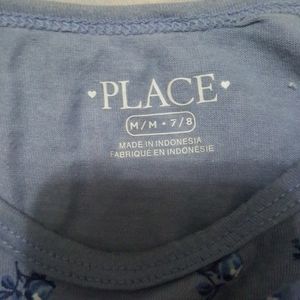 ♥PLACE♥
M/M • 7/8
MADE IN INDONESIA
FABRIQUÉ EN INDONÉSIE